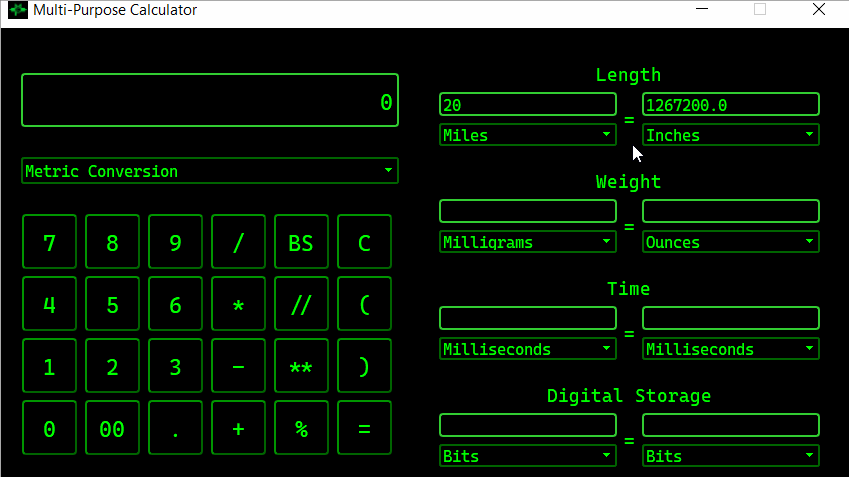 Multi-Purpose Calculator
0
Metric Conversion
7 8 9 / BS C
4 5 6 * // (
1 2 3 - ** )
0 00 . + % =
Length
20 = 1267200.0
Miles Inches
Weight
=
Milligrams Ounces
Time
=
Milliseconds Milliseconds
Digital Storage
=
Bits Bits